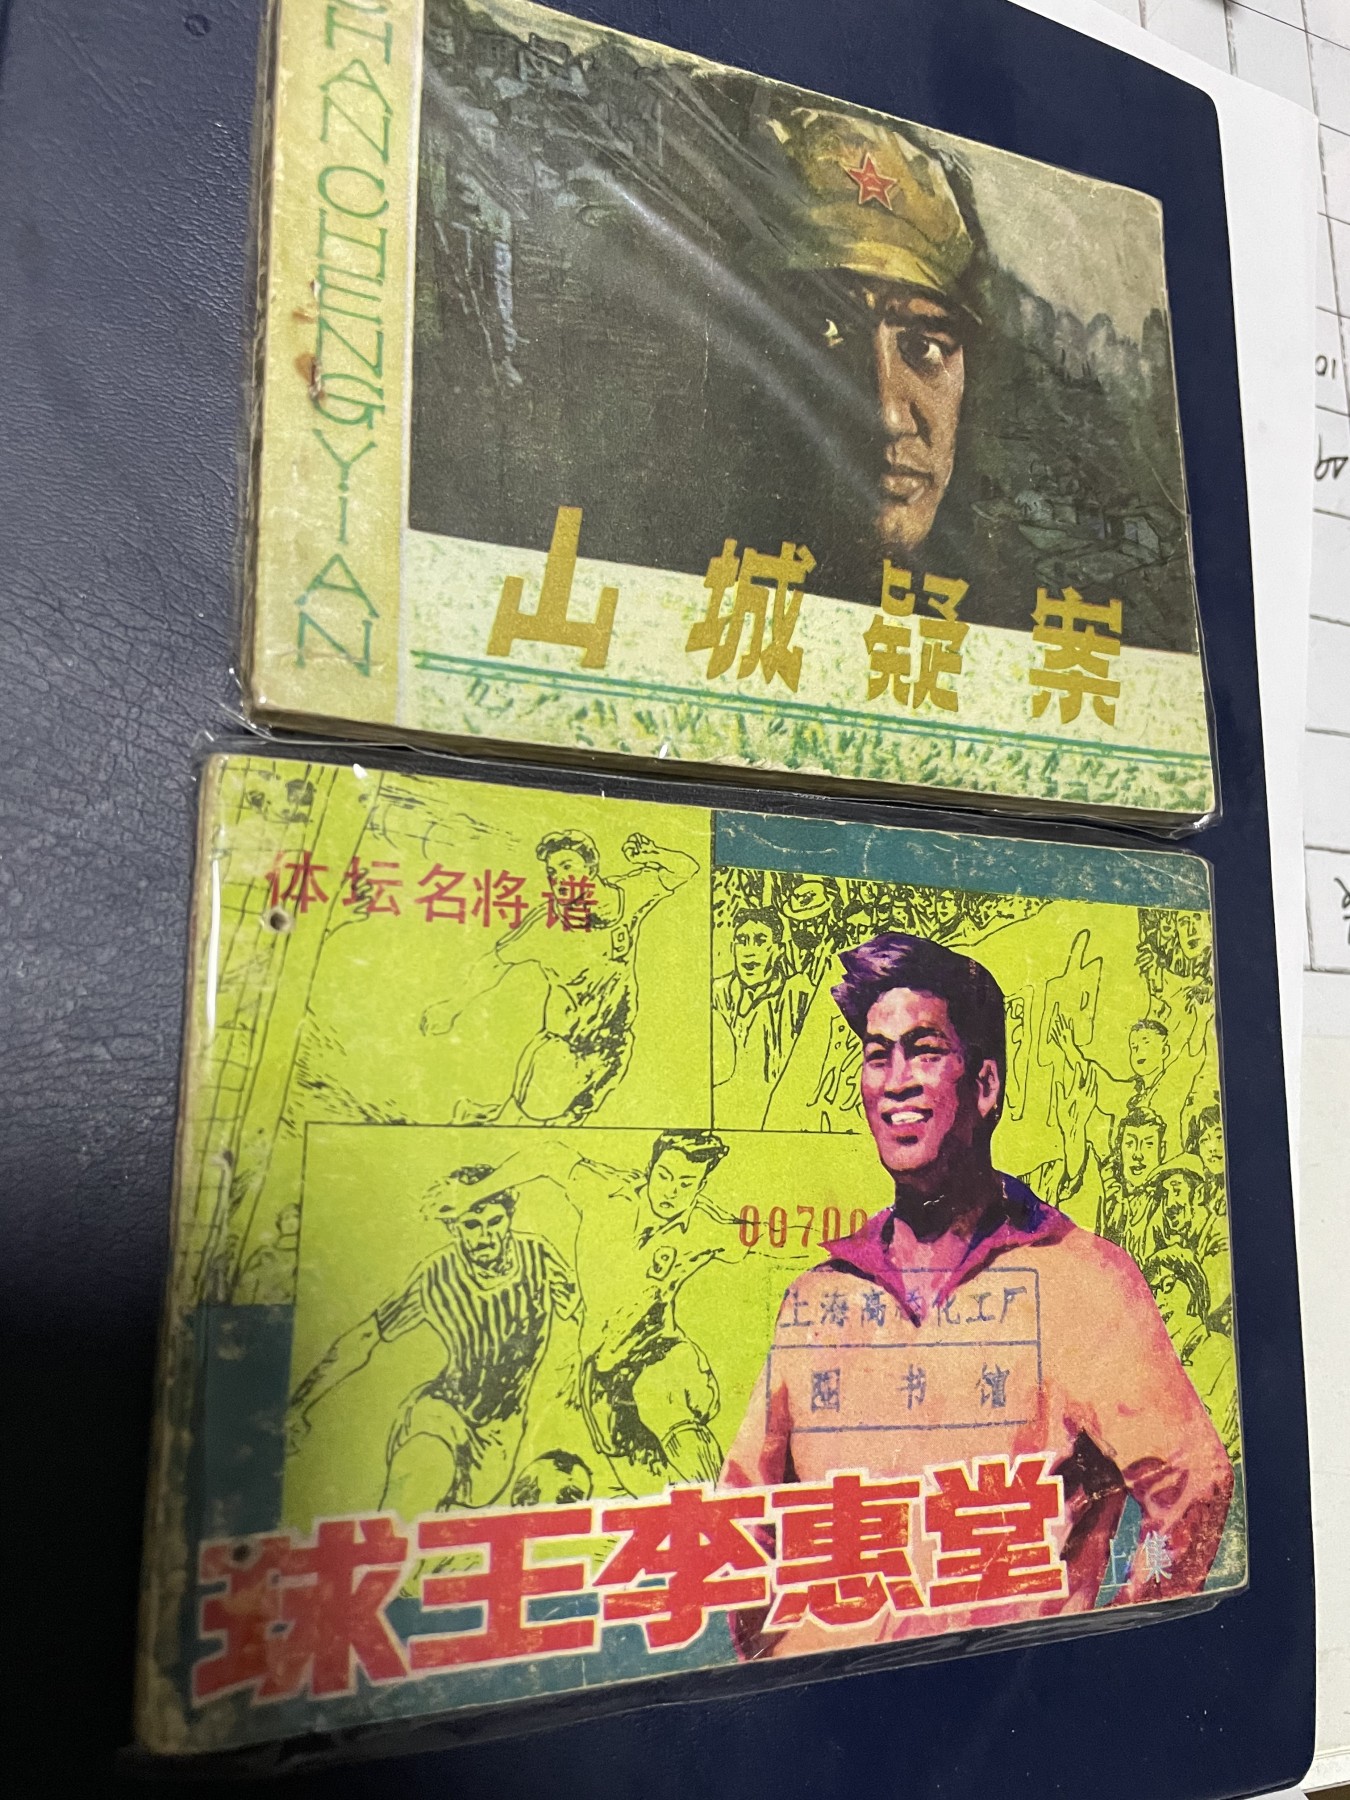 SHANCHENGYIAN
山城疑案
体坛名将谱
00700
上海高桥化工厂
图书馆
球王李惠堂
上集